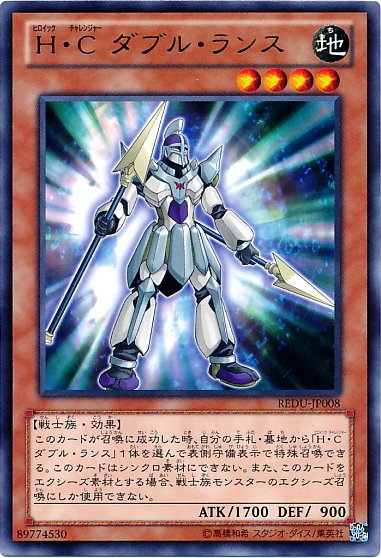 ヒロイック チャレンジャー
H・C ダブル・ランス
ち
地
REDU-JP008
【戦士族・効果】
このカードが召喚に成功した時、自分の手札・墓地から「H・C
ダブル・ランス」1体を選んで表側守備表示で特殊召喚でき
る。このカードはシンクロ素材にできない。また、このカードを
エクシーズ素材とする場合、戦士族モンスターのエクシーズ召
喚にしか使用できない。
ATK/1700 DEF/ 900
89774530
©高橋和希 スタジオ・ダイス/集英社